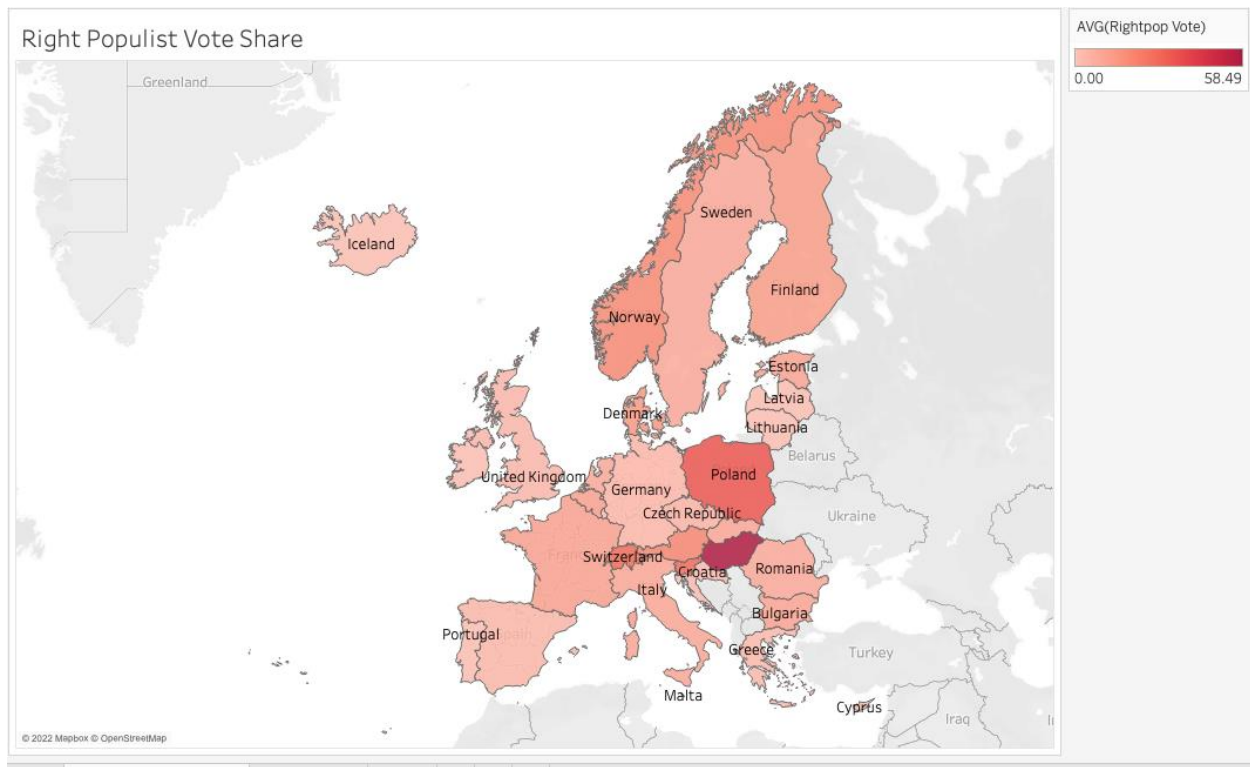 Right Populist Vote Share
AVG(Rightpop Vote)
0.00
58.49
Greenland
Iceland
Sweden
Finland
Norway
Estonia
Latvia
Denmark
Lithuania
Belarus
Poland
United Kingdom
Germany
Czech Republic
Ukraine
France
Switzerland
Croatia
Romania
Italy
Bulgaria
Portugal
Spain
Greece
Turkey
Malta
Cyprus
Iraq
© 2022 Mapbox © OpenStreetMap